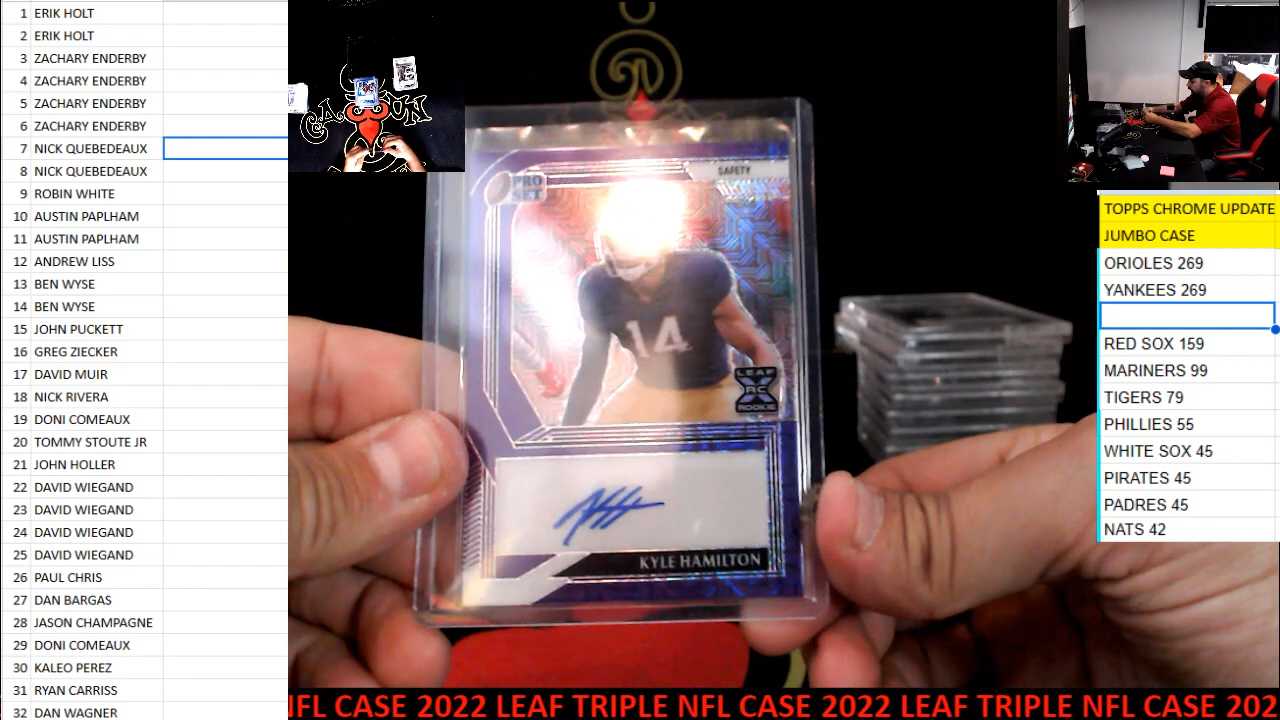 1 ERIK HOLT
2 ERIK HOLT
3 ZACHARY ENDERBY
4 ZACHARY ENDERBY
5 ZACHARY ENDERBY
6 ZACHARY ENDERBY
7 NICK QUEBEDEAUX
8 NICK QUEBEDEAUX
9 ROBIN WHITE
10 AUSTIN PAPLHAM
11 AUSTIN PAPLHAM
12 ANDREW LISS
13 BEN WYSE
14 BEN WYSE
15 JOHN PUCKETT
16 GREG ZIECKER
17 DAVID MUIR
18 NICK RIVERA
19 DONI COMEAUX
20 TOMMY STOUTE JR
21 JOHN HOLLER
22 DAVID WIEGAND
23 DAVID WIEGAND
24 DAVID WIEGAND
25 DAVID WIEGAND
26 PAUL CHRIS
27 DAN BARGAS
28 JASON CHAMPAGNE
29 DONI COMEAUX
30 KALEO PEREZ
31 RYAN CARRISS
32 DAN WAGNER
PRO
SET
SAFETY
14
LEAF
RC
ROOKIE
KYLE HAMILTON
TOPPS CHROME UPDATE
JUMBO CASE
ORIOLES 269
YANKEES 269
RED SOX 159
MARINERS 99
TIGERS 79
PHILLIES 55
WHITE SOX 45
PIRATES 45
PADRES 45
NATS 42
NFL CASE 2022 LEAF TRIPLE NFL CASE 2022 LEAF TRIPLE NFL CASE 202